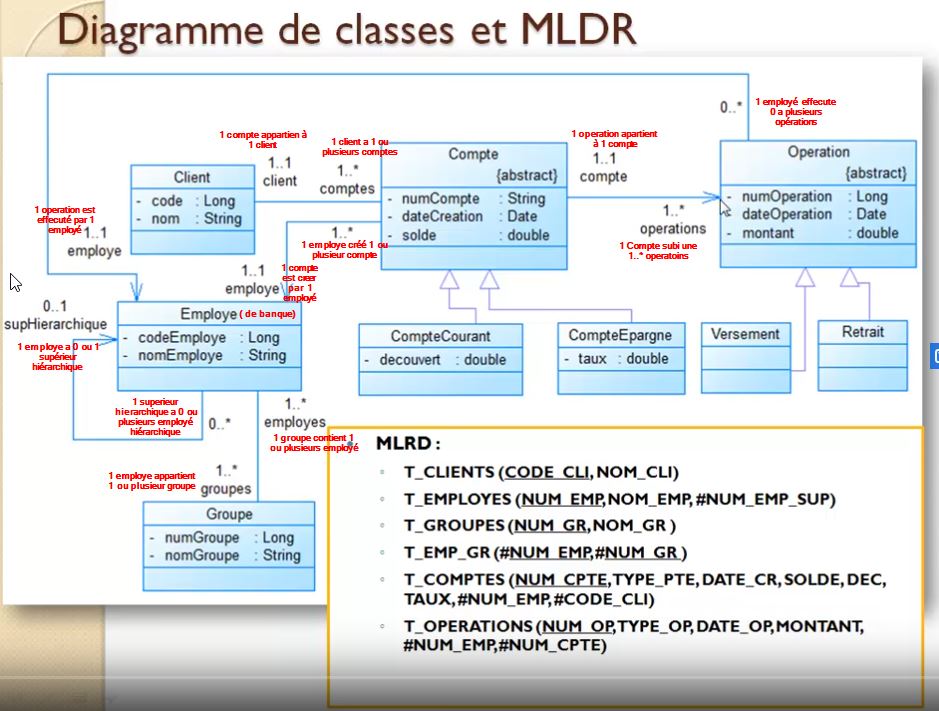 Diagramme de classes et MLDR
0..*
1 employé effecute
0 a plusieurs
opérations
1 compte appartien à
1 client
1 client a 1 ou
plusieurs comptes
1 operation apartient
à 1 compte
1..1
client
1..*
comptes
1..1
compte
Client
- code : Long
- nom : String
Compte
{abstract}
- numCompte : String
- dateCreation : Date
- solde : double
Operation
{abstract}
- numOperation : Long
- dateOperation : Date
- montant : double
1 operation est
effecuté par 1
employé
1..1
employe
1..*
1 employe créé 1 ou
plusieur compte
1..*
operations
1 Compte subi une
1..* operatoins
1..1
employe
1 compte
est creer
par 1
employé
0..1
supHierarchique
1 employe a 0 ou 1
supérieur
hiérarchique
Employe ( de banque)
- codeEmploye : Long
- nomEmploye : String
CompteCourant
- decouvert : double
CompteEpargne
- taux : double
Versement
Retrait
1 superieur
hierarchique a 0 ou
plusieurs employé
hiérarchique
0..*
1..*
employes
1 groupe contient 1
ou plusieurs employé
1 employe appartient
1 ou plusieur groupe
1..*
groupes
Groupe
- numGroupe : Long
- nomGroupe : String
MLRD :
T_CLIENTS (CODE_CLI, NOM_CLI)
T_EMPLOYES (NUM_EMP,NOM_EMP, #NUM_EMP_SUP)
T_GROUPES (NUM_GR,NOM_GR )
T_EMP_GR (#NUM_EMP,#NUM_GR )
T_COMPTES (NUM_CPTE,TYPE_PTE, DATE_CR, SOLDE, DEC,
TAUX, #NUM_EMP, #CODE_CLI)
T_OPERATIONS (NUM_OP,TYPE_OP, DATE_OP, MONTANT,
#NUM_EMP,#NUM_CPTE)